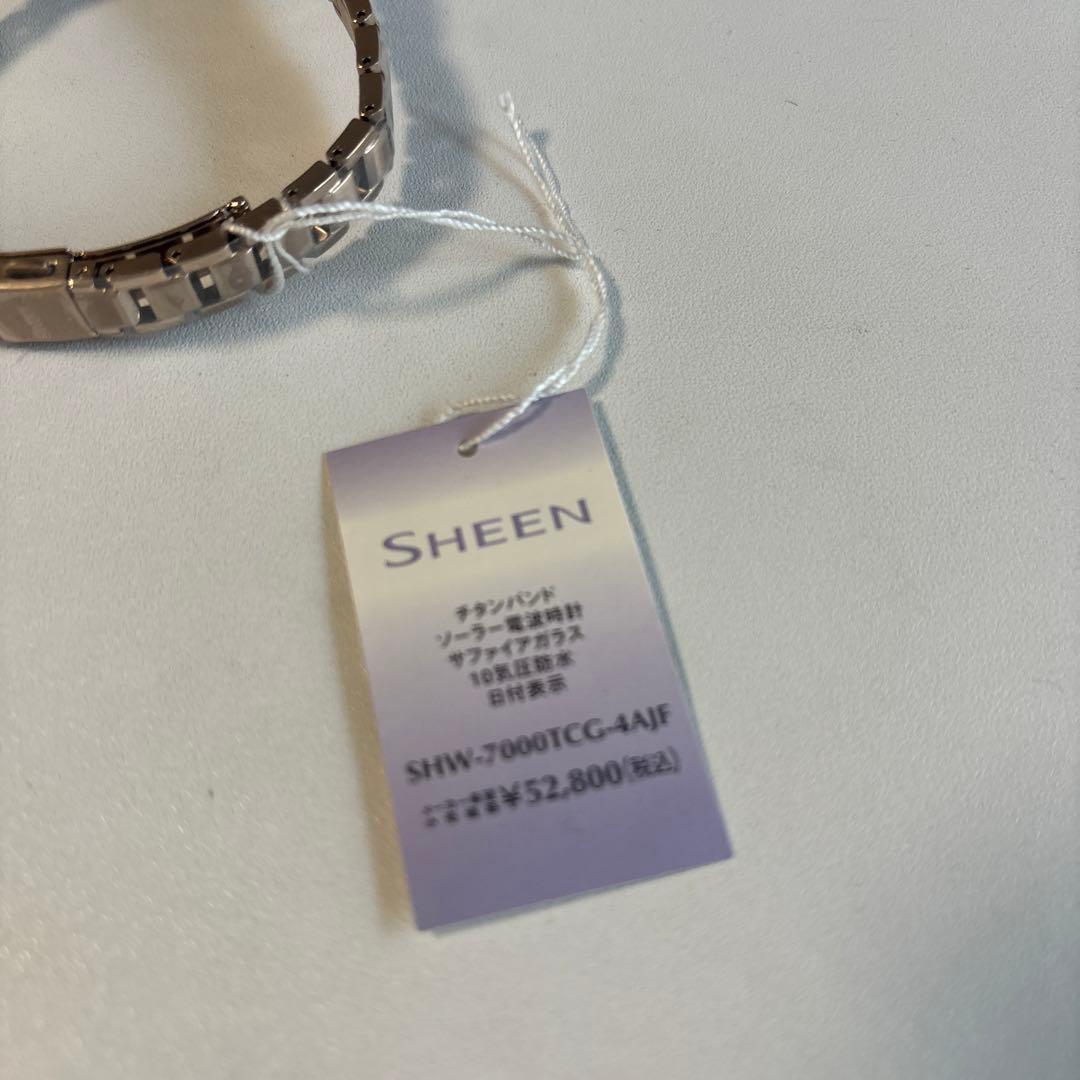 SHEEN
チタンバンド
ソーラー電波時計
サファイアガラス
10気圧防水
日付表示
SHW-7000TCG-4AJF
¥52,800(税込)